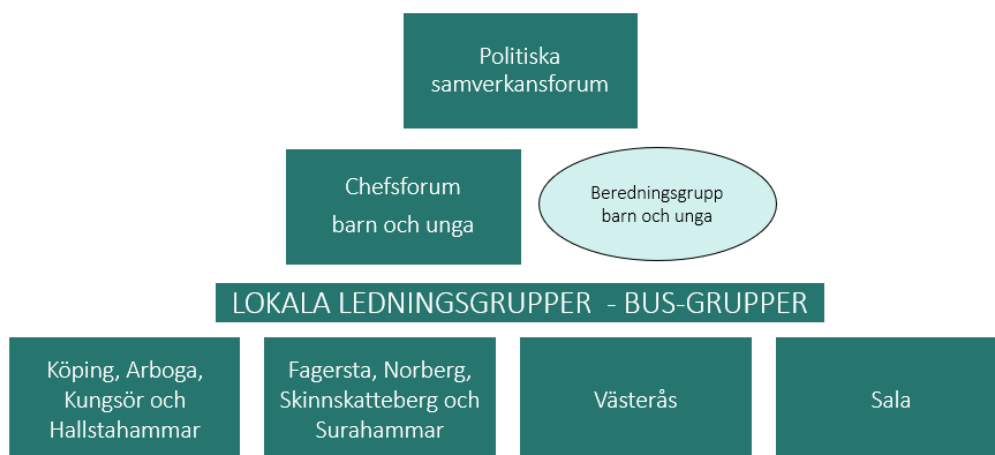 Politiska
samverkansforum
Chefsforum
barn och unga
Beredningsgrupp
barn och unga
LOKALA LEDNINGSGRUPPER - BUS-GRUPPER
Köping, Arboga,
Kungsör och
Hallstahammar
Fagersta, Norberg,
Skinnskatteberg och
Surahammar
Västerås
Sala